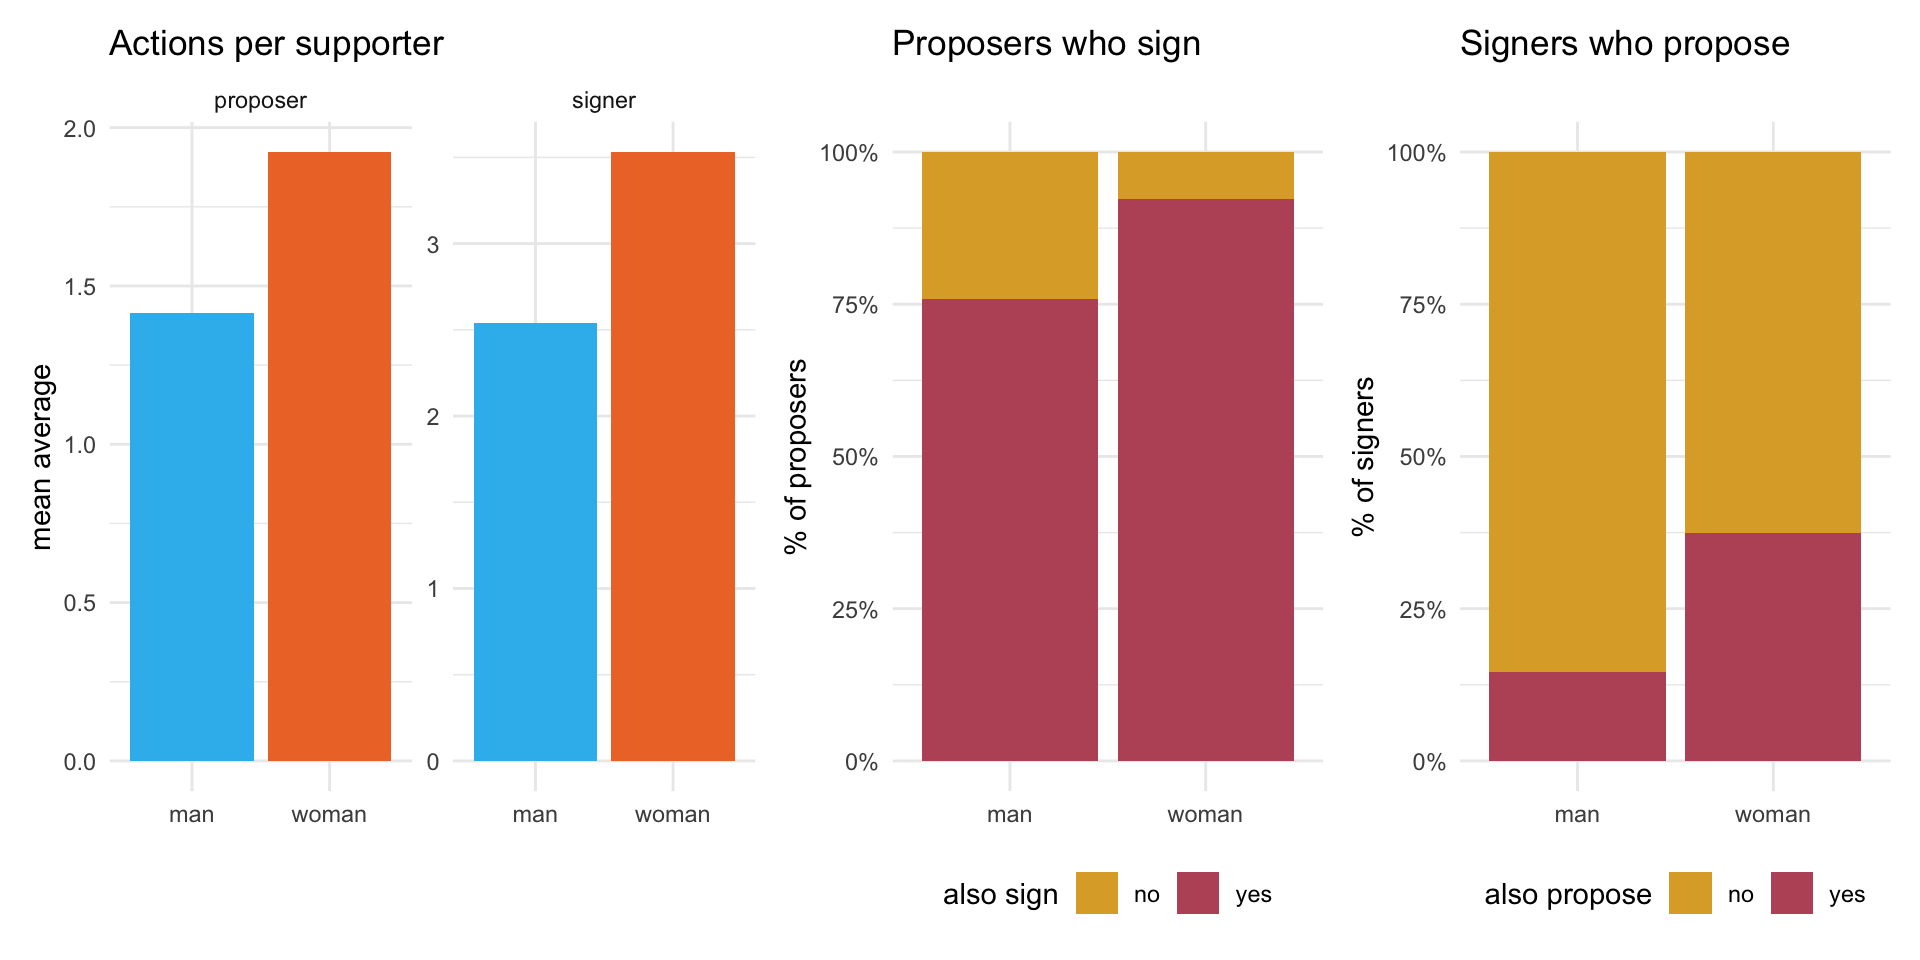 Actions per supporter
proposer
signer
mean average
2.0
1.5
1.0
0.5
0.0
3
2
1
0
man
woman
man
woman
Proposers who sign
% of proposers
100%
75%
50%
25%
0%
man
woman
also sign
no
yes
Signers who propose
% of signers
100%
75%
50%
25%
0%
man
woman
also propose
no
yes